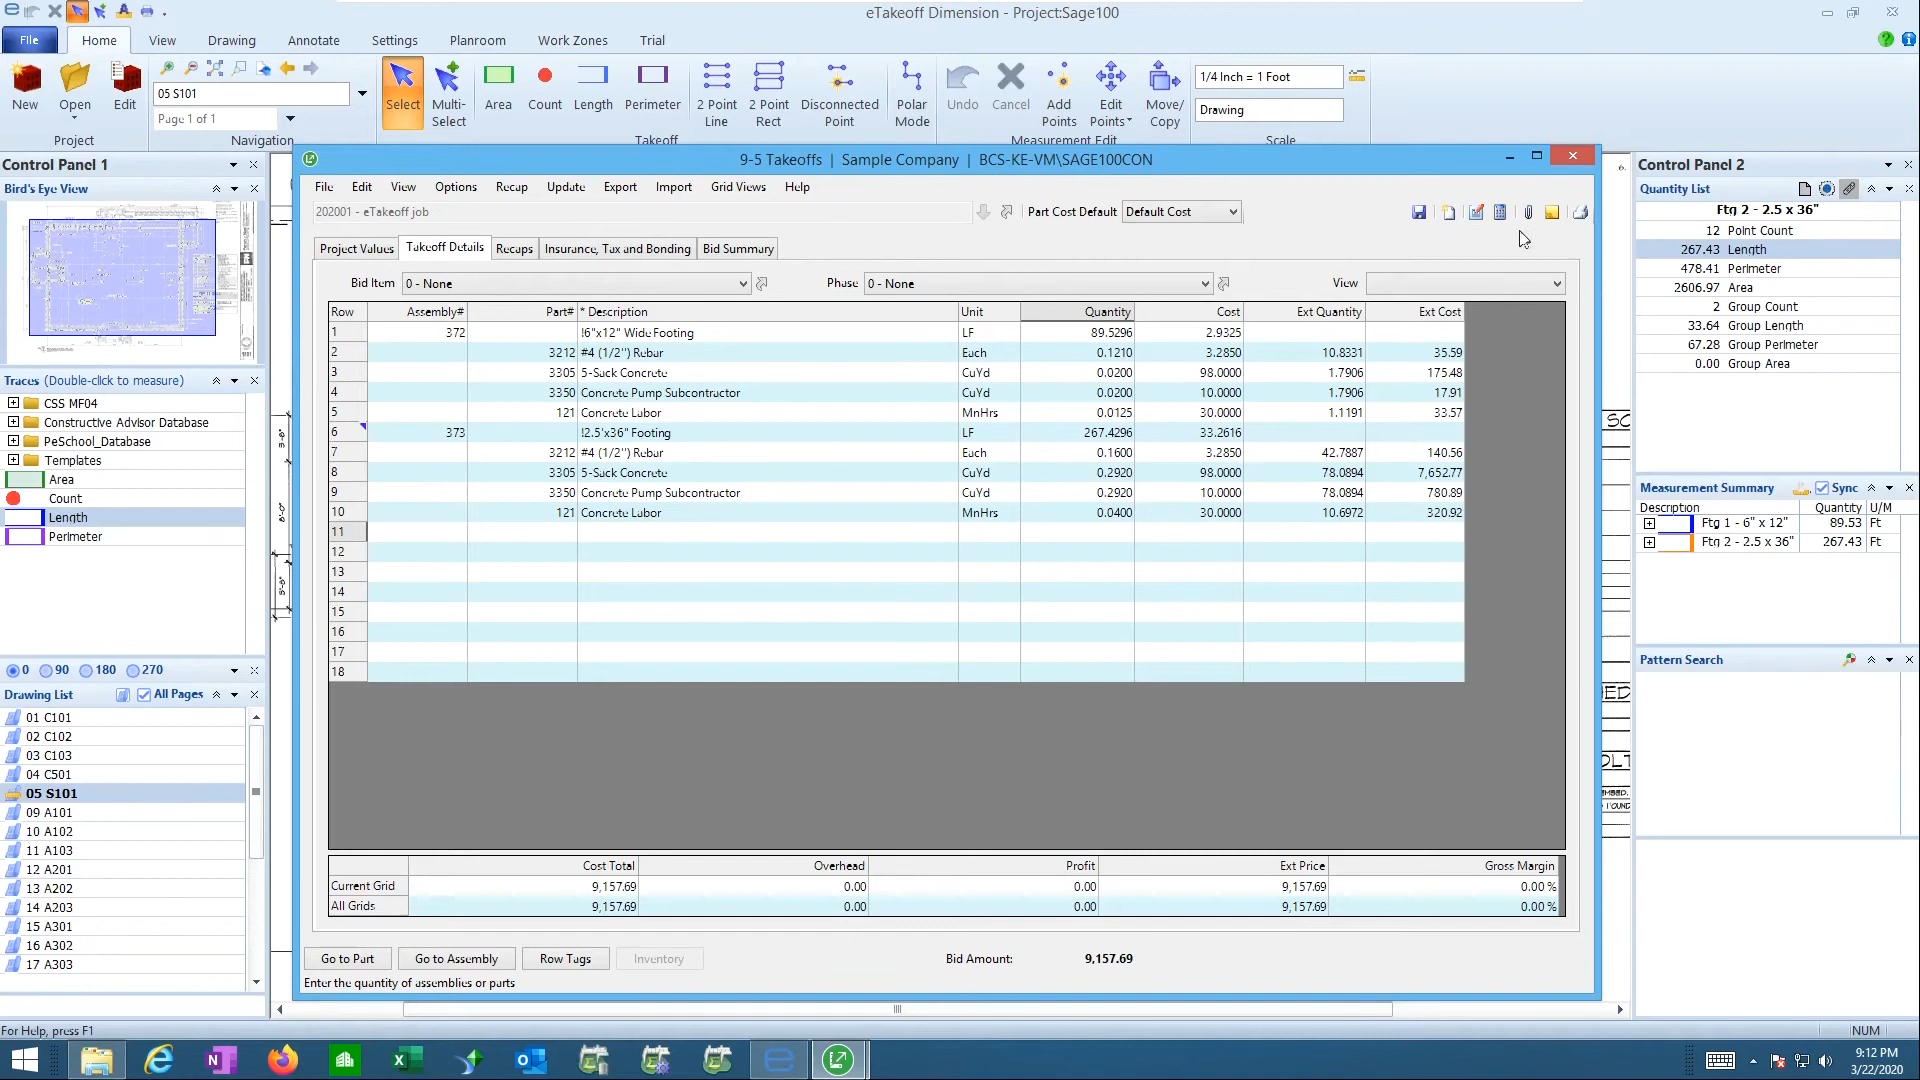 eTakeoff Dimension - Project:Sage100
File Home View Drawing Annotate Settings Planroom Work Zones Trial
New Open Edit
05 S101
Page 1 of 1
Project Navigation
Select Multi-Select Area Count Length Perimeter 2 Point Line 2 Point Rect Disconnected Point Polar Mode
Takeoff
Undo Cancel Add Points Edit Points Move/Copy
Measurement Edit
1/4 Inch = 1 Foot
Drawing
Scale
Control Panel 1
Bird's Eye View
Traces (Double-click to measure)
CSS MF04
Constructive Advisor Database
PeSchool_Database
Templates
Area
Count
Length
Perimeter
0 90 180 270
Drawing List All Pages
01 C101
02 C102
03 C103
04 C501
05 S101
09 A101
10 A102
11 A103
12 A201
13 A202
14 A203
15 A301
16 A302
17 A303
9-5 Takeoffs | Sample Company | BCS-KE-VM\SAGE100CON
File Edit View Options Recap Update Export Import Grid Views Help
202001 - eTakeoff job Part Cost Default Default Cost
Project Values Takeoff Details Recaps Insurance, Tax and Bonding Bid Summary
Bid Item 0 - None Phase 0 - None View
Row Assembly# Part# * Description Unit Quantity Cost Ext Quantity Ext Cost
1 372 !6"x12" Wide Footing LF 89.5296 2.9325
2 3212 #4 (1/2") Rebar Each 0.1210 3.2850 10.8331 35.59
3 3305 5-Sack Concrete CuYd 0.0200 98.0000 1.7906 175.48
4 3350 Concrete Pump Subcontractor CuYd 0.0200 10.0000 1.7906 17.91
5 121 Concrete Labor MnHrs 0.0125 30.0000 1.1191 33.57
6 373 !2.5'x36" Footing LF 267.4296 33.2616
7 3212 #4 (1/2") Rebar Each 0.1600 3.2850 42.7887 140.56
8 3305 5-Sack Concrete CuYd 0.2920 98.0000 78.0894 7,652.77
9 3350 Concrete Pump Subcontractor CuYd 0.2920 10.0000 78.0894 780.89
10 121 Concrete Labor MnHrs 0.0400 30.0000 10.6972 320.92
11
12
13
14
15
16
17
18
Cost Total Overhead Profit Ext Price Gross Margin
Current Grid 9,157.69 0.00 0.00 9,157.69 0.00 %
All Grids 9,157.69 0.00 0.00 9,157.69 0.00 %
Go to Part Go to Assembly Row Tags Inventory Bid Amount: 9,157.69
Enter the quantity of assemblies or parts
Control Panel 2
Quantity List
Ftg 2 - 2.5 x 36"
12 Point Count
267.43 Length
478.41 Perimeter
2606.97 Area
2 Group Count
33.64 Group Length
67.28 Group Perimeter
0.00 Group Area
Measurement Summary Sync
Description Quantity U/M
Ftg 1 - 6" x 12" 89.53 Ft
Ftg 2 - 2.5 x 36" 267.43 Ft
Pattern Search
For Help, press F1
NUM
9:12 PM
3/22/2020